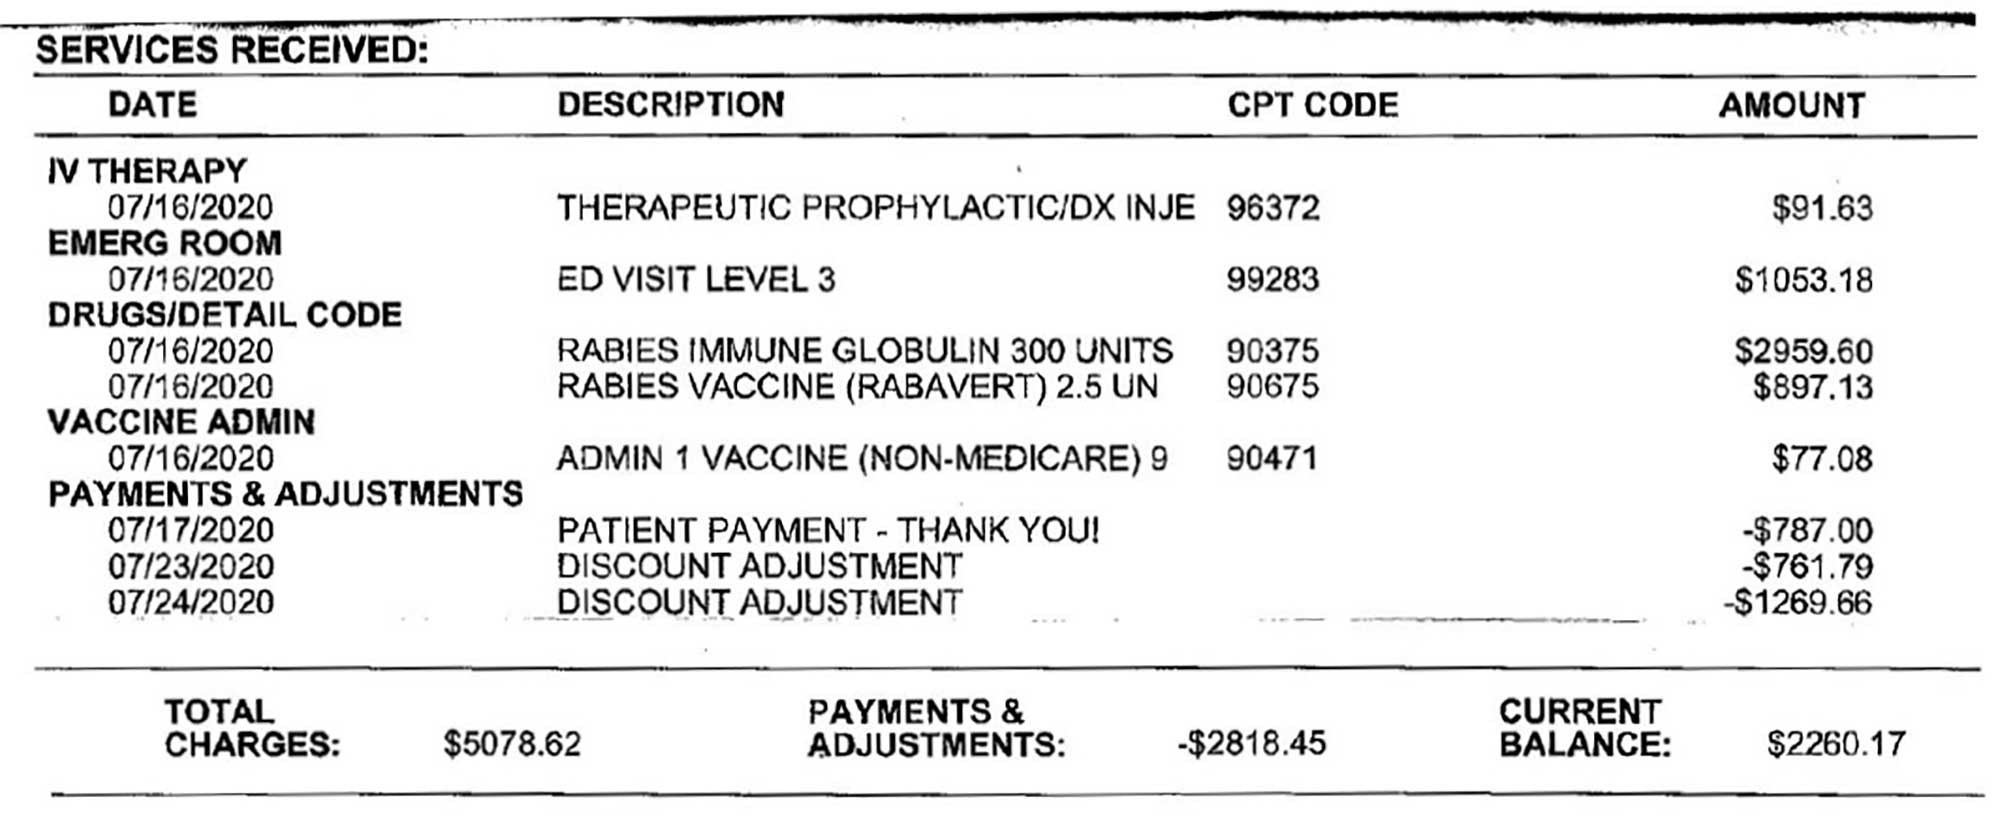 SERVICES RECEIVED:
DATE DESCRIPTION CPT CODE AMOUNT
IV THERAPY
07/16/2020 THERAPEUTIC PROPHYLACTIC/DX INJE 96372 $91.63
EMERG ROOM
07/16/2020 ED VISIT LEVEL 3 99283 $1053.18
DRUGS/DETAIL CODE
07/16/2020 RABIES IMMUNE GLOBULIN 300 UNITS 90375 $2959.60
07/16/2020 RABIES VACCINE (RABAVERT) 2.5 UN 90675 $897.13
VACCINE ADMIN
07/16/2020 ADMIN 1 VACCINE (NON-MEDICARE) 9 90471 $77.08
PAYMENTS & ADJUSTMENTS
07/17/2020 PATIENT PAYMENT - THANK YOU! -$787.00
07/23/2020 DISCOUNT ADJUSTMENT -$761.79
07/24/2020 DISCOUNT ADJUSTMENT -$1269.66
TOTAL PAYMENTS & CURRENT
CHARGES: $5078.62 ADJUSTMENTS: -$2818.45 BALANCE: $2260.17